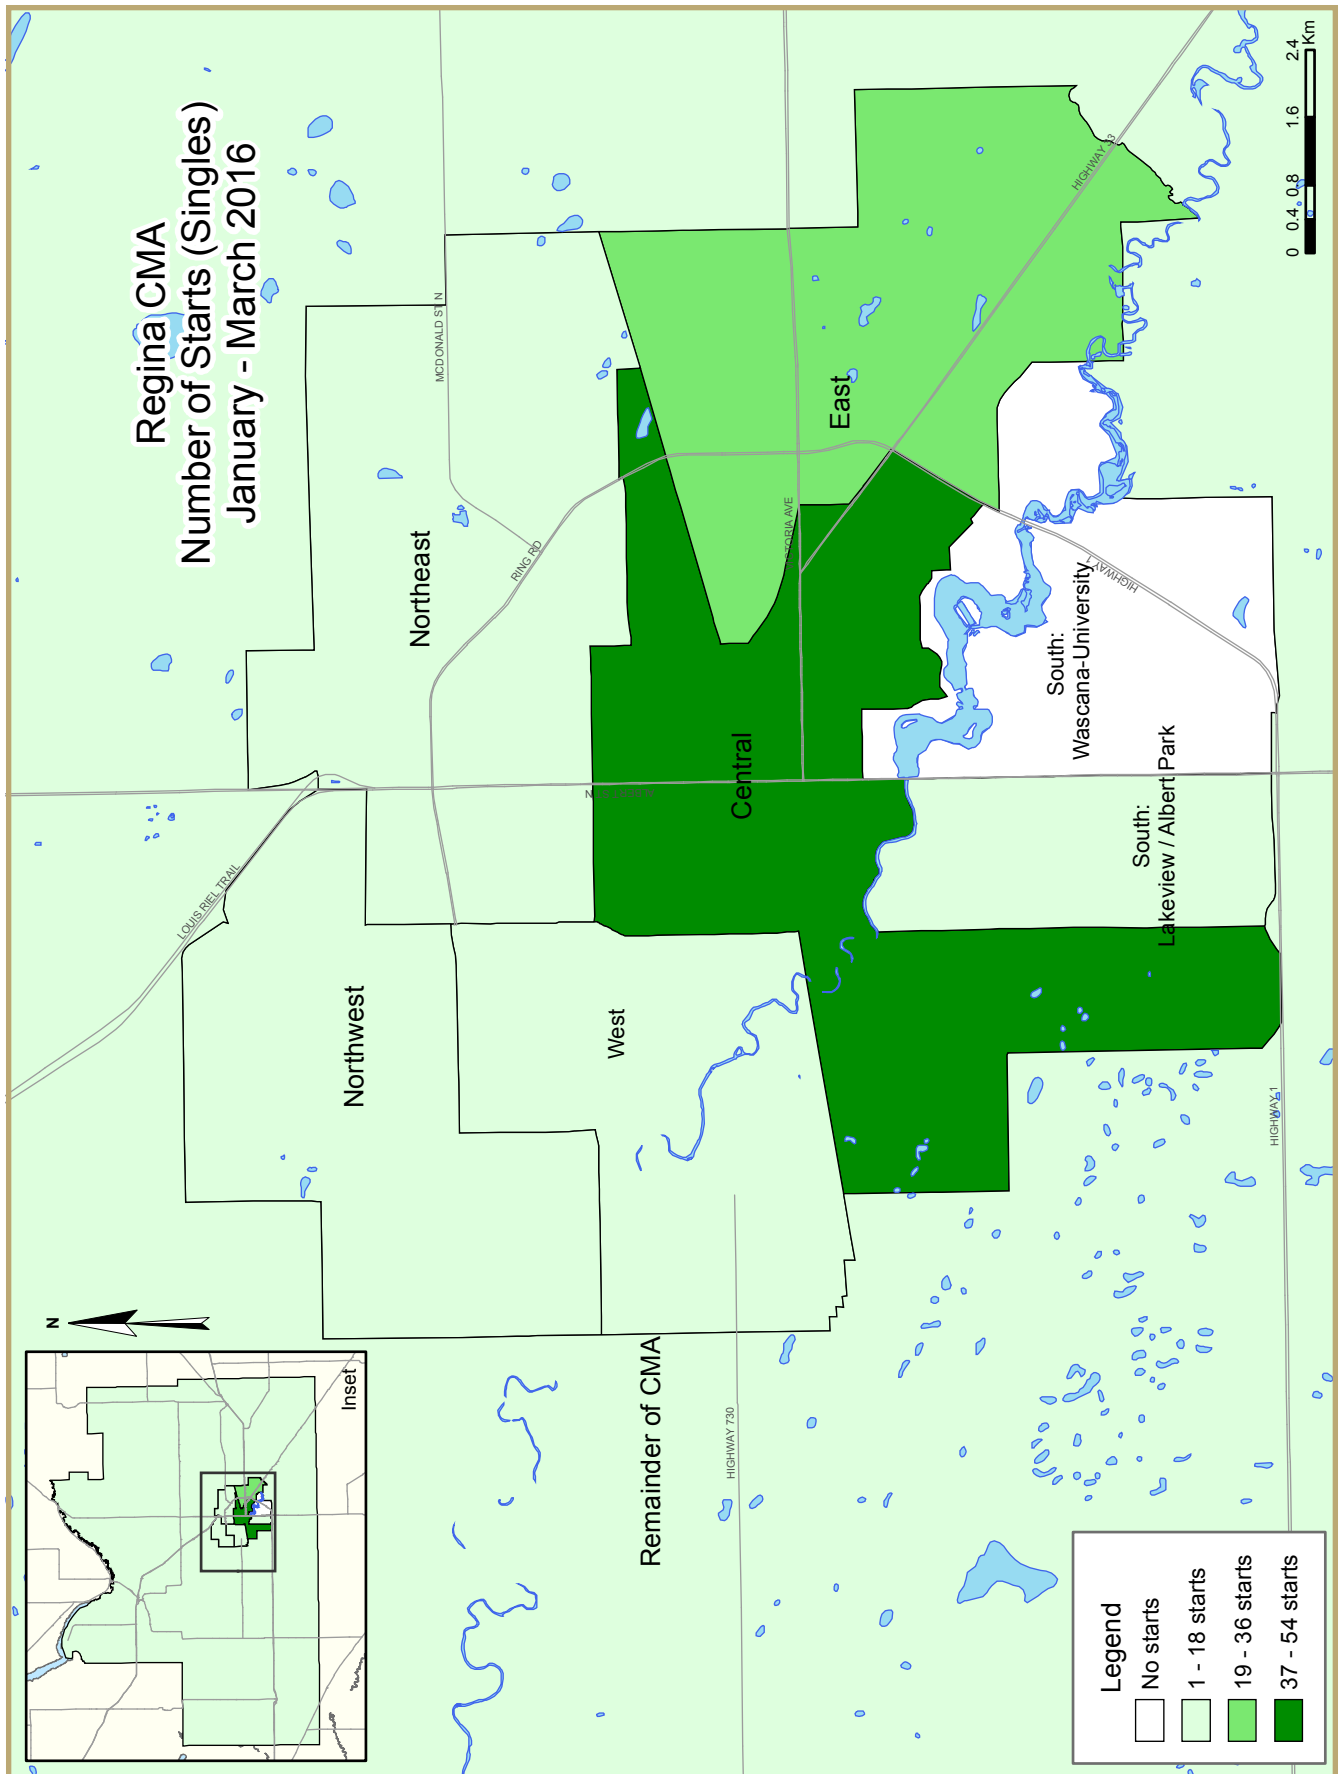 Regina CMA
Number of Starts (Singles)
January - March 2016
N
Inset
LOUIS RIEL TRAIL
MCDONALD ST N
RING RD
Northeast
Northwest
West
Central
East
VICTORIA AVE
HIGHWAY 33
HIGHWAY 1
South:
Wascana-University
South:
Lakeview / Albert Park
Remainder of CMA
HIGHWAY 730
HIGHWAY 1
Legend
No starts
1 - 18 starts
19 - 36 starts
37 - 54 starts
0 0.4 0.8 1.6 2.4
Km